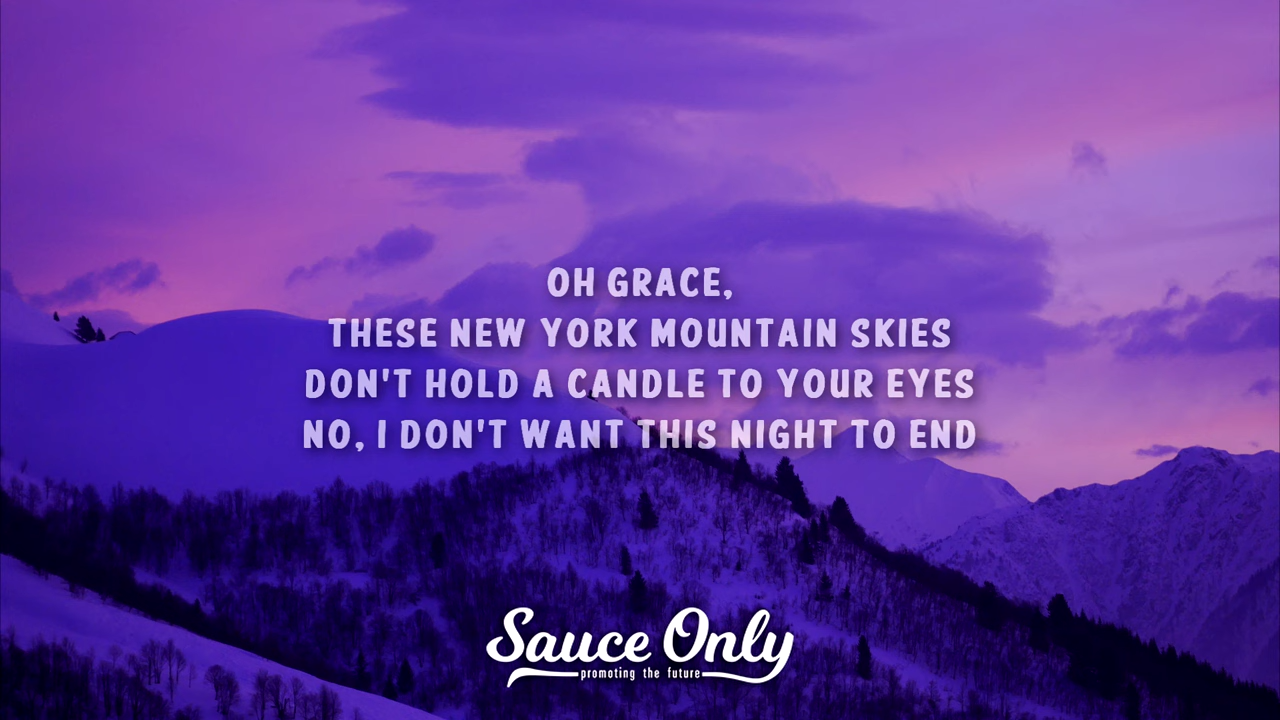 OH GRACE,
THESE NEW YORK MOUNTAIN SKIES
DON'T HOLD A CANDLE TO YOUR EYES
NO, I DON'T WANT THIS NIGHT TO END
Sauce Only
promoting the future